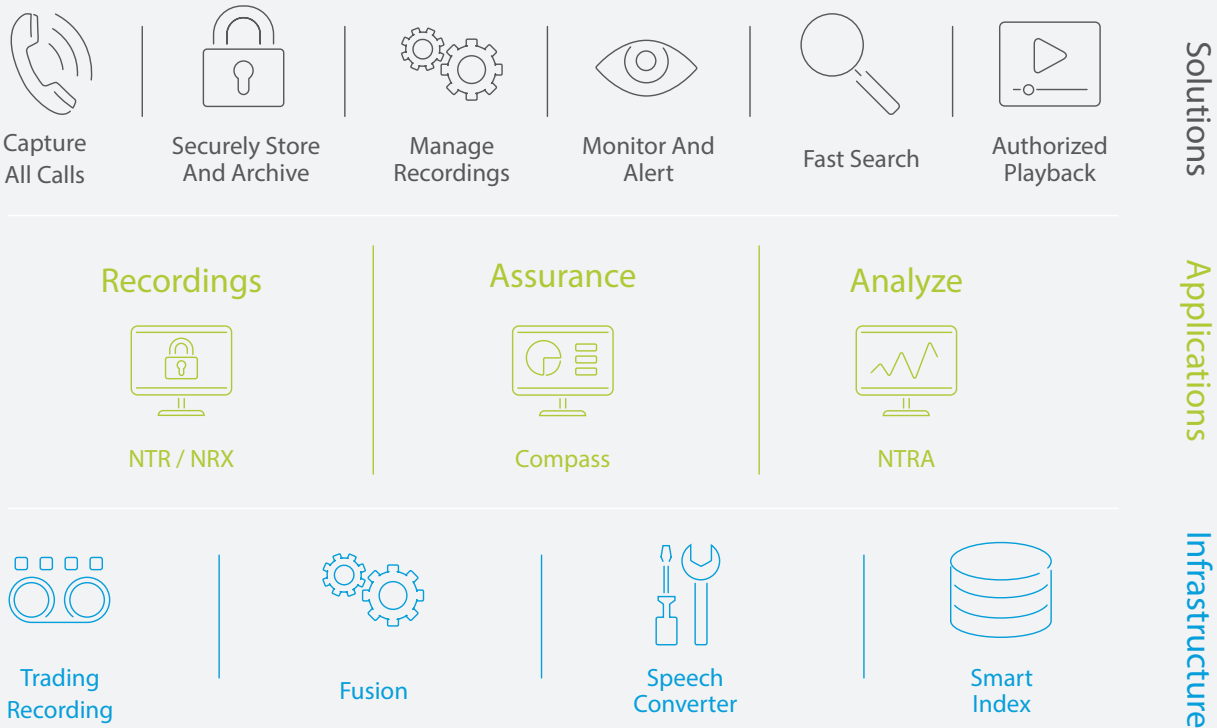 Capture
All Calls
Securely Store
And Archive
Manage
Recordings
Monitor And
Alert
Fast Search
Authorized
Playback
Solutions
Recordings
NTR / NRX
Assurance
Compass
Analyze
NTRA
Applications
Trading
Recording
Fusion
Speech
Converter
Smart
Index
Infrastructure